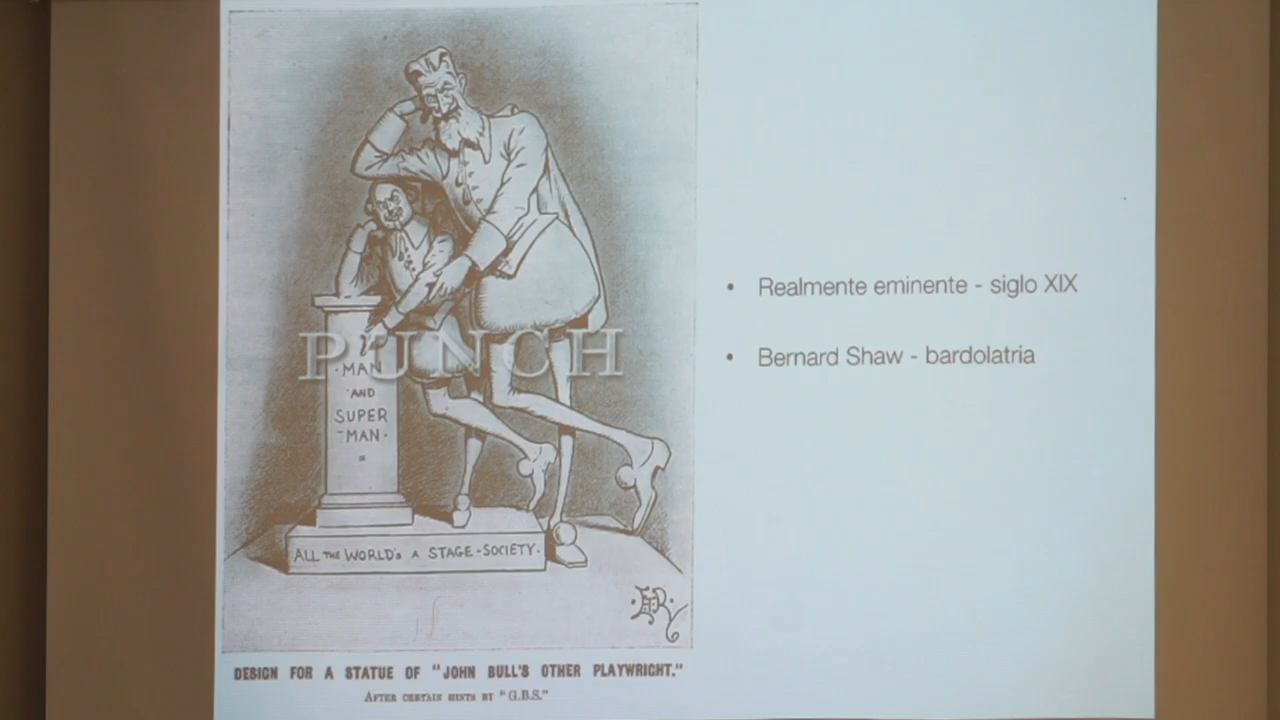 PUNCH
·MAN
AND
SUPER
MAN·
ALL THE WORLD'S A STAGE-SOCIETY.
E.T.R.
DESIGN FOR A STATUE OF "JOHN BULL'S OTHER PLAYWRIGHT."
AFTER CERTAIN HINTS BY "G.B.S."
• Realmente eminente - siglo XIX
• Bernard Shaw - bardolatria